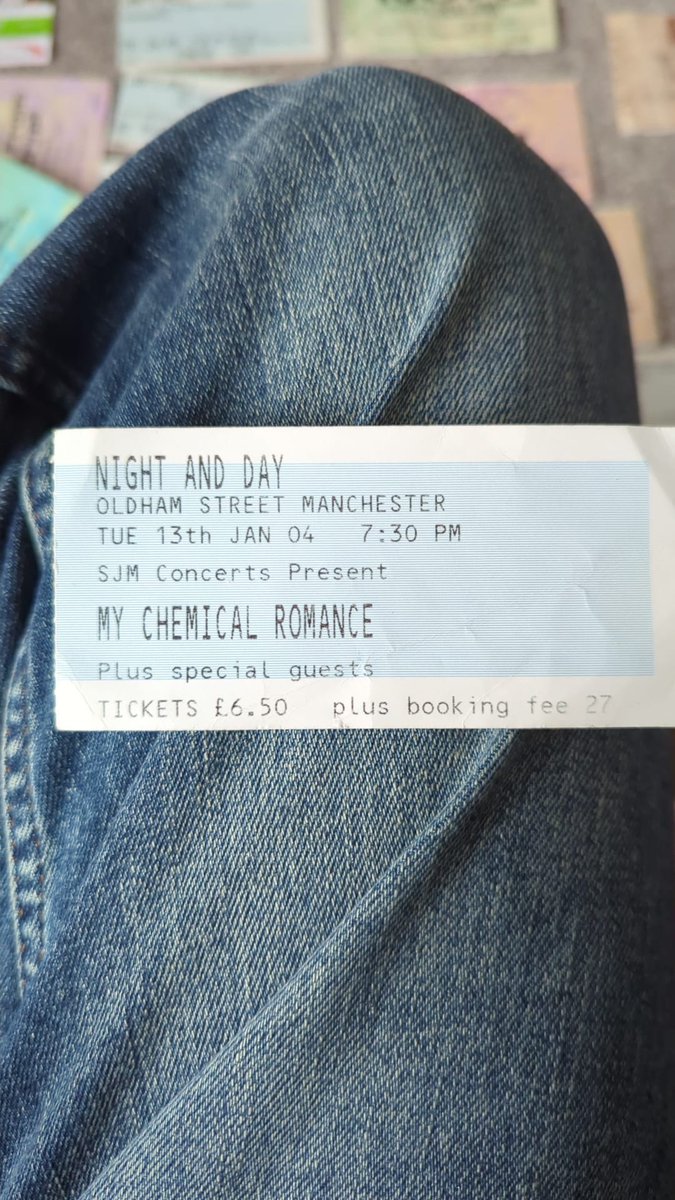 NIGHT AND DAY
OLDHAM STREET MANCHESTER
TUE 13th JAN 04 7:30 PM
SJM Concerts Present
MY CHEMICAL ROMANCE
Plus special guests
TICKETS £6.50 plus booking fee 27